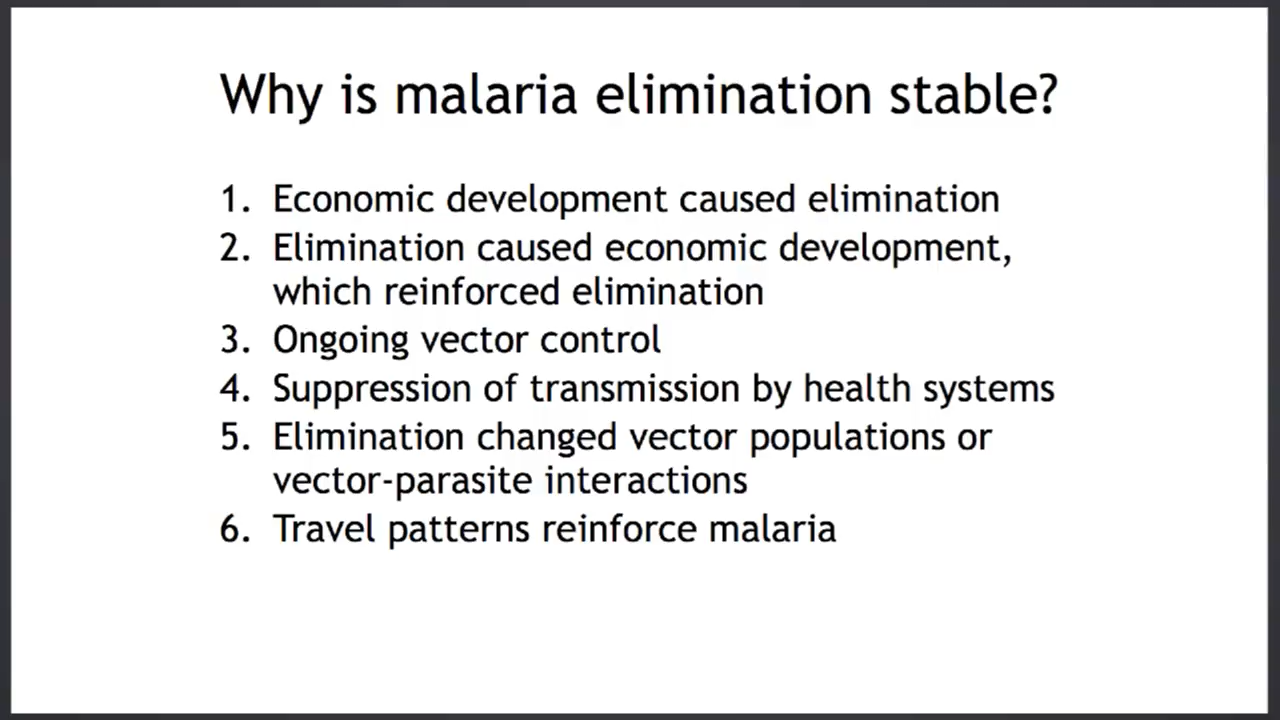 Why is malaria elimination stable?
1. Economic development caused elimination
2. Elimination caused economic development,
which reinforced elimination
3. Ongoing vector control
4. Suppression of transmission by health systems
5. Elimination changed vector populations or
vector-parasite interactions
6. Travel patterns reinforce malaria